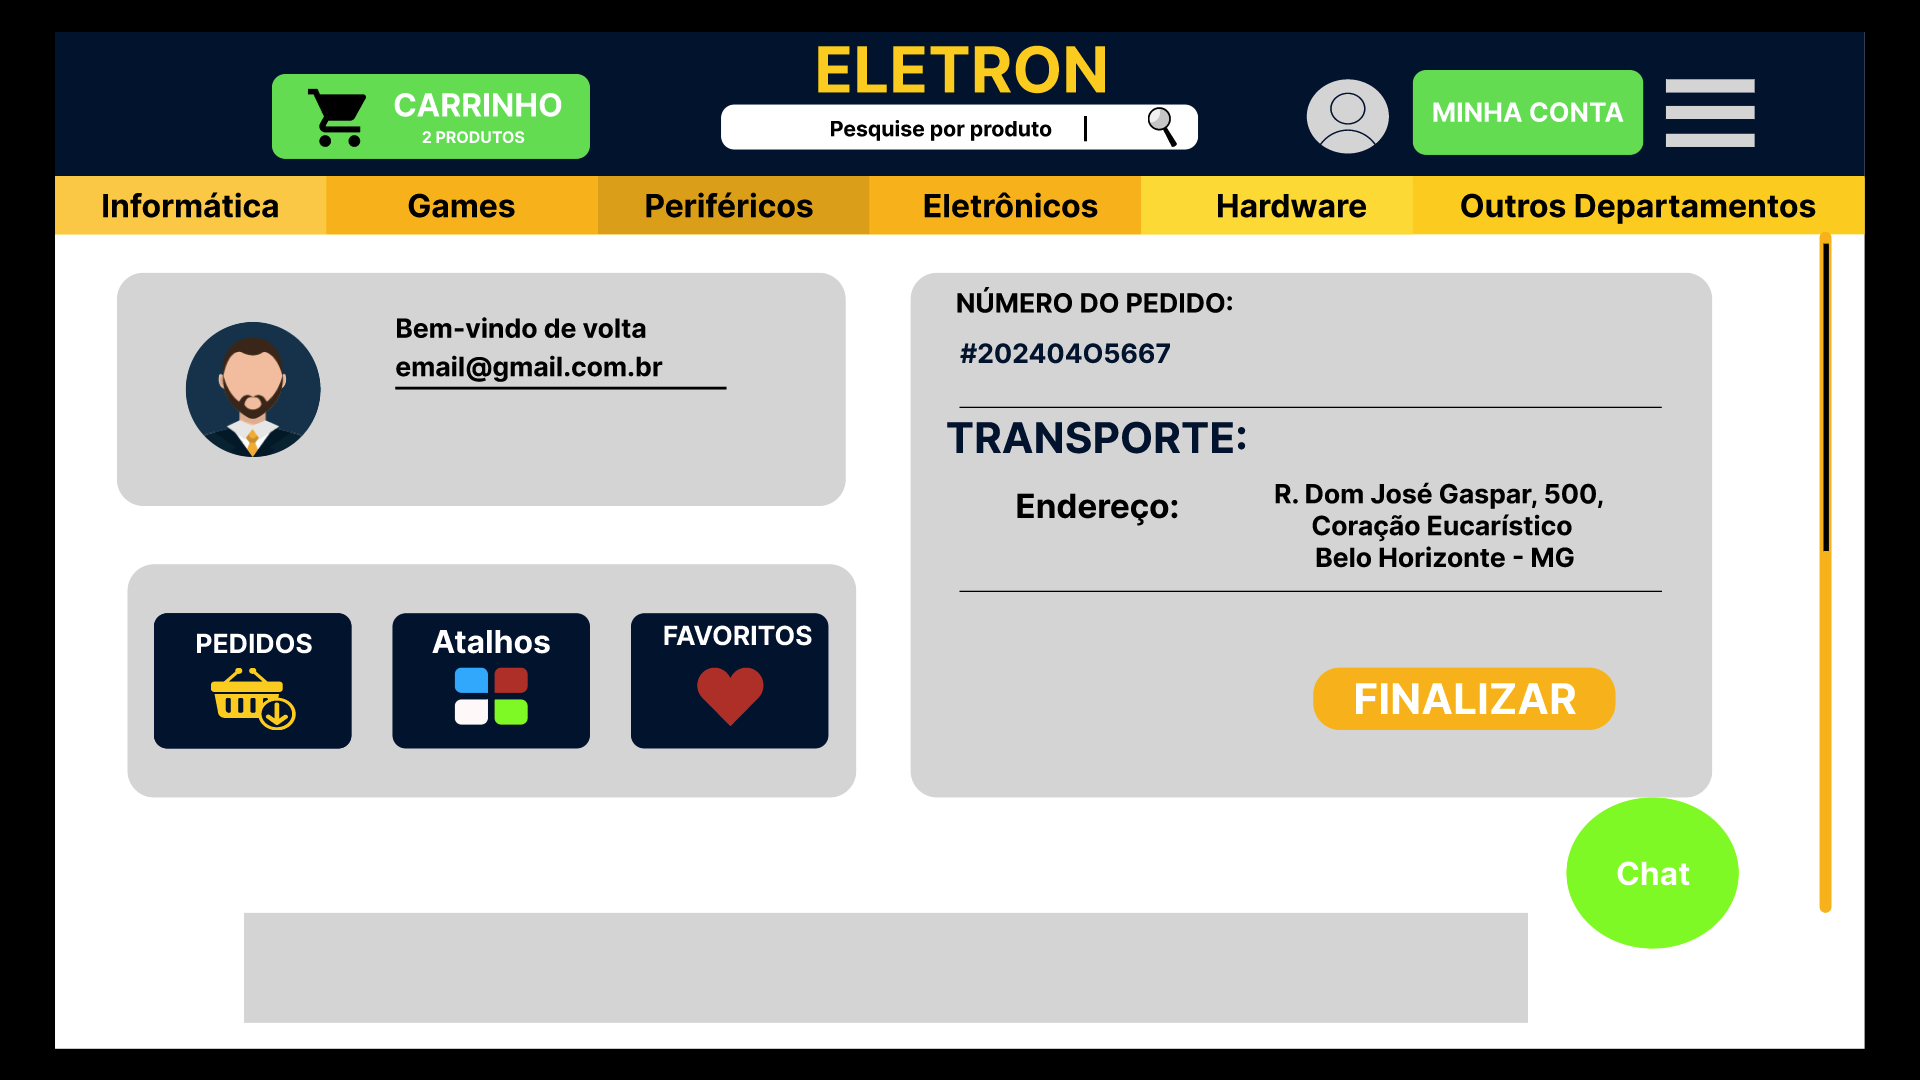 ELETRON
CARRINHO
2 PRODUTOS
Pesquise por produto
MINHA CONTA
Informática
Games
Periféricos
Eletrônicos
Hardware
Outros Departamentos
Bem-vindo de volta
email@gmail.com.br
NÚMERO DO PEDIDO:
#202404O5667
TRANSPORTE:
Endereço:
R. Dom José Gaspar, 500,
Coração Eucarístico
Belo Horizonte - MG
PEDIDOS
Atalhos
FAVORITOS
FINALIZAR
Chat